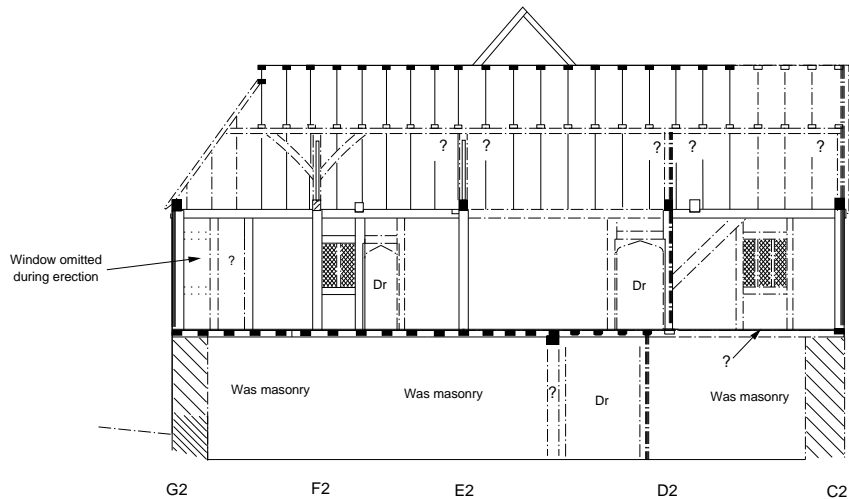 ? ? ? ? ?
Window omitted
during erection
?
Dr
Dr
?
Was masonry
Was masonry
?
Dr
Was masonry
G2 F2 E2 D2 C2